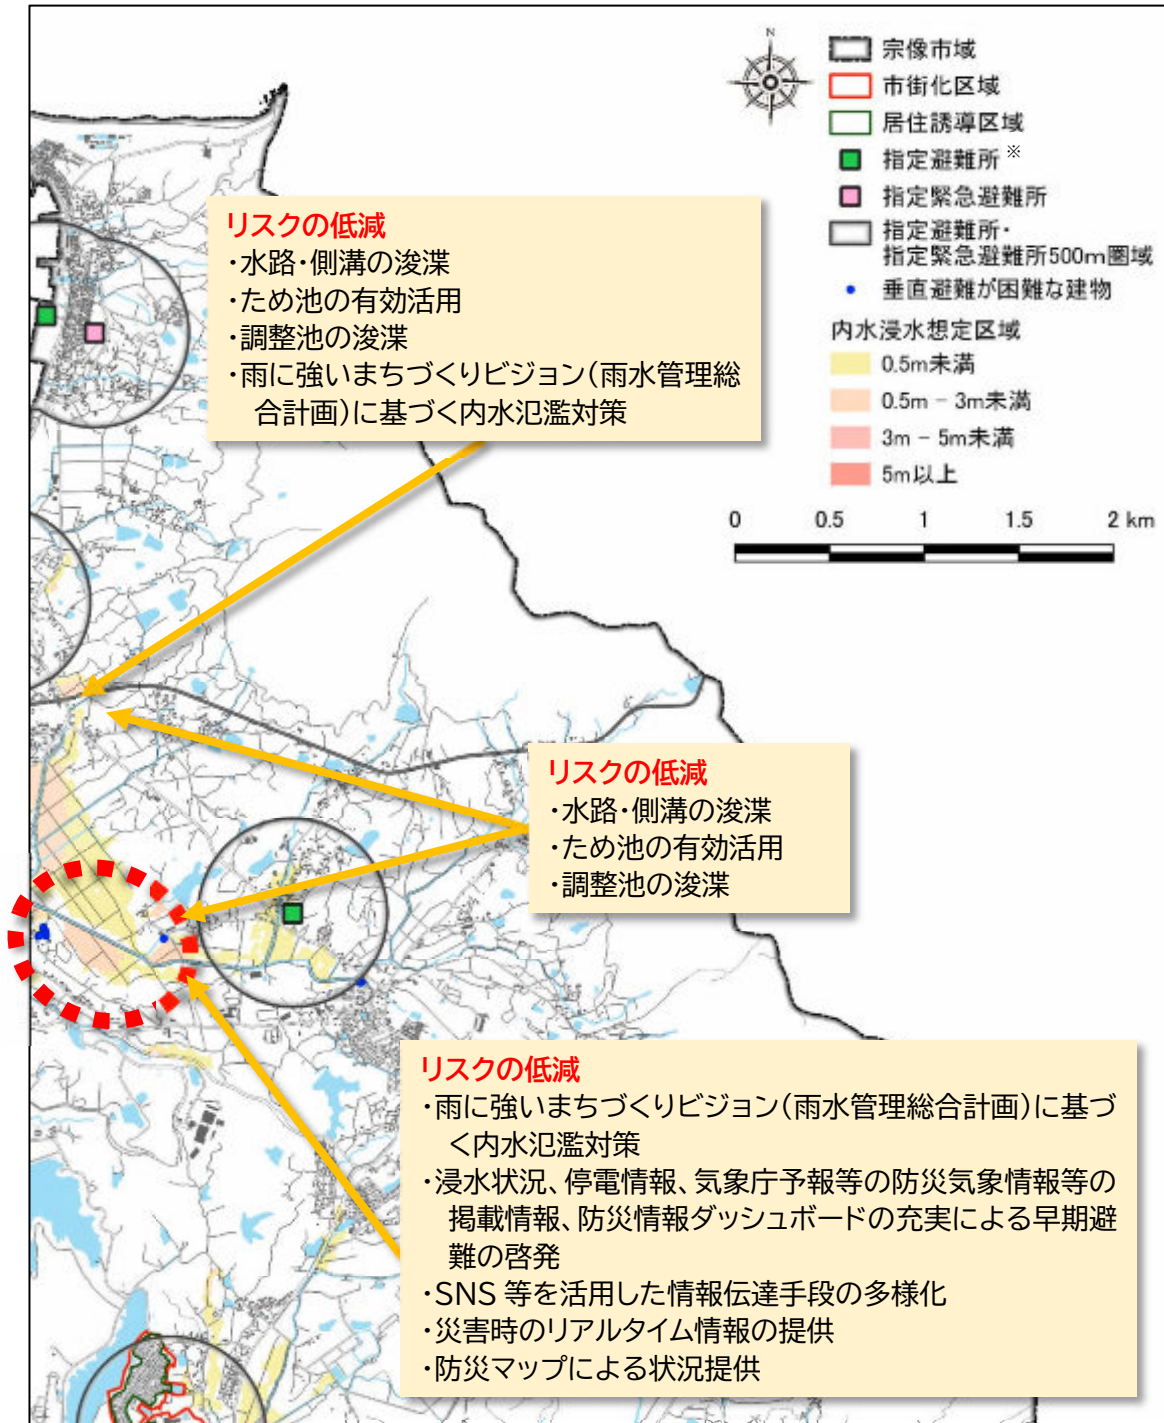 N
宗像市域
市街化区域
居住誘導区域
指定避難所※
指定緊急避難所
指定避難所・
指定緊急避難所500m圏域
垂直避難が困難な建物
内水浸水想定区域
0.5m未満
0.5m - 3m未満
3m - 5m未満
5m以上
0 0.5 1 1.5 2 km
リスクの低減
・水路・側溝の浚渫
・ため池の有効活用
・調整池の浚渫
・雨に強いまちづくりビジョン(雨水管理総
合計画)に基づく内水氾濫対策
リスクの低減
・水路・側溝の浚渫
・ため池の有効活用
・調整池の浚渫
リスクの低減
・雨に強いまちづくりビジョン(雨水管理総合計画)に基づ
く内水氾濫対策
・浸水状況、停電情報、気象庁予報等の防災気象情報等の
掲載情報、防災情報ダッシュボードの充実による早期避
難の啓発
・SNS 等を活用した情報伝達手段の多様化
・災害時のリアルタイム情報の提供
・防災マップによる状況提供